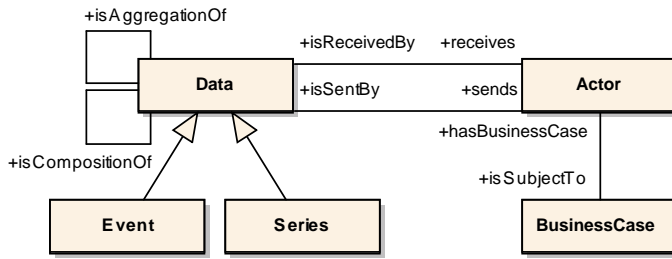 +isAggregationOf
+isReceivedBy +receives
Data
Actor
+isSentBy +sends
+hasBusinessCase
+isCompositionOf
+isSubjectTo
Event
Series
BusinessCase